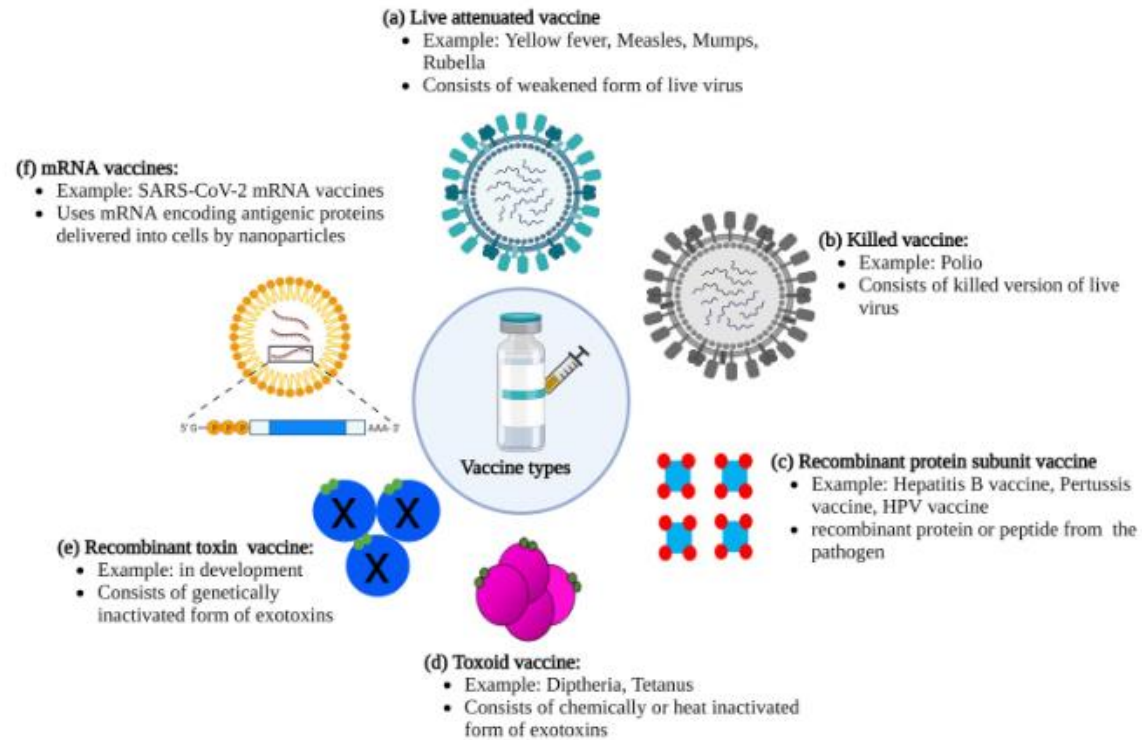 (a) Live attenuated vaccine
• Example: Yellow fever, Measles, Mumps,
Rubella
• Consists of weakened form of live virus
(f) mRNA vaccines:
• Example: SARS-CoV-2 mRNA vaccines
• Uses mRNA encoding antigenic proteins
delivered into cells by nanoparticles
(b) Killed vaccine:
• Example: Polio
• Consists of killed version of live
virus
5' G
P P P
AAA- 3'
Vaccine types
(c) Recombinant protein subunit vaccine
• Example: Hepatitis B vaccine, Pertussis
vaccine, HPV vaccine
• recombinant protein or peptide from the
pathogen
X X
X
(e) Recombinant toxin vaccine:
• Example: in development
• Consists of genetically
inactivated form of exotoxins
(d) Toxoid vaccine:
• Example: Diptheria, Tetanus
• Consists of chemically or heat inactivated
form of exotoxins